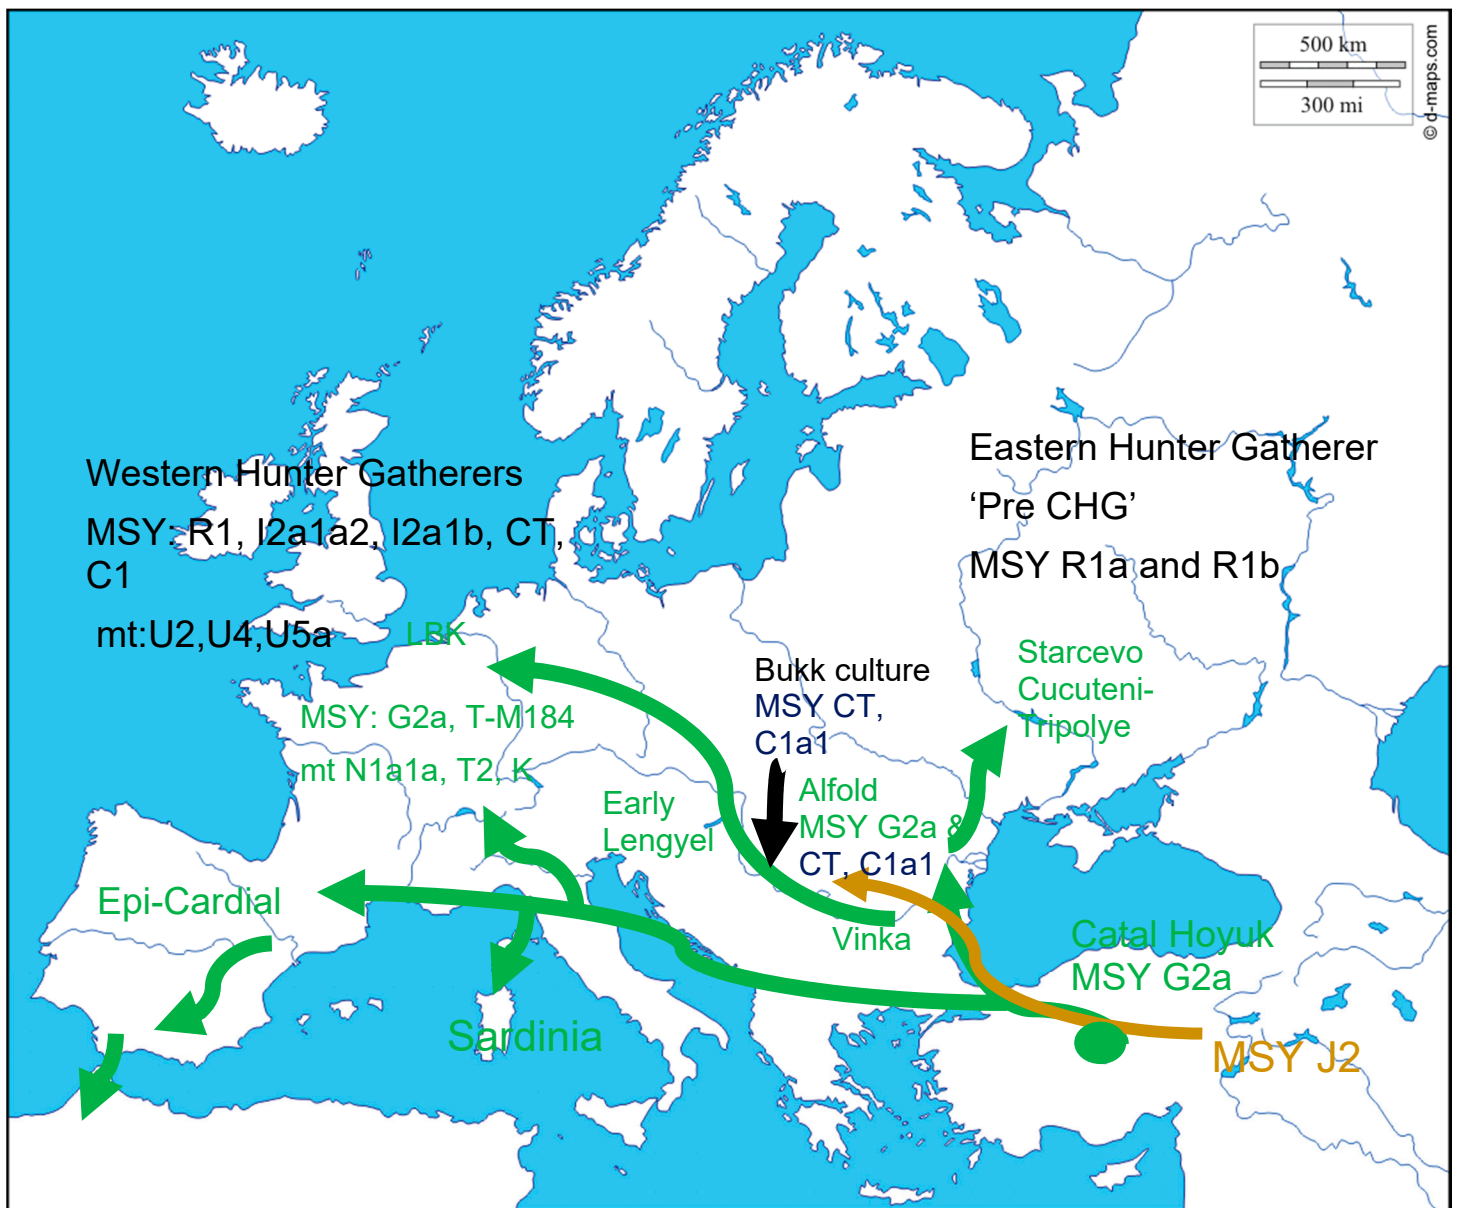 500 km
300 mi
© d-maps.com
Western Hunter Gatherers
MSY: R1, I2a1a2, I2a1b, CT,
C1
mt:U2,U4,U5a
Eastern Hunter Gatherer
‘Pre CHG’
MSY R1a and R1b
LBK
MSY: G2a, T-M184
mt N1a1a, T2, K
Bukk culture
MSY CT,
C1a1
Starcevo
Cucuteni-
Tripolye
Early
Lengyel
Alfold
MSY G2a &
CT, C1a1
Epi-Cardial
Vinka
Catal Hoyuk
MSY G2a
Sardinia
MSY J2